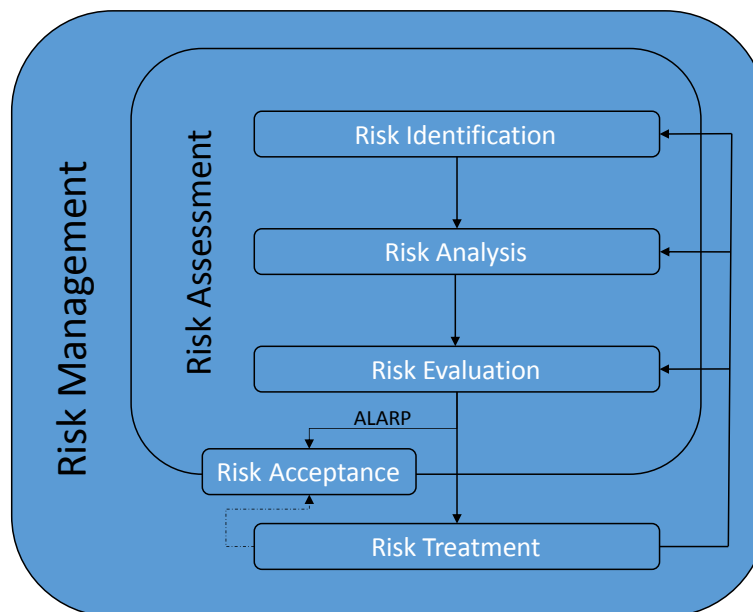 Risk Management
Risk Assessment
Risk Identification
Risk Analysis
Risk Evaluation
ALARP
Risk Acceptance
Risk Treatment